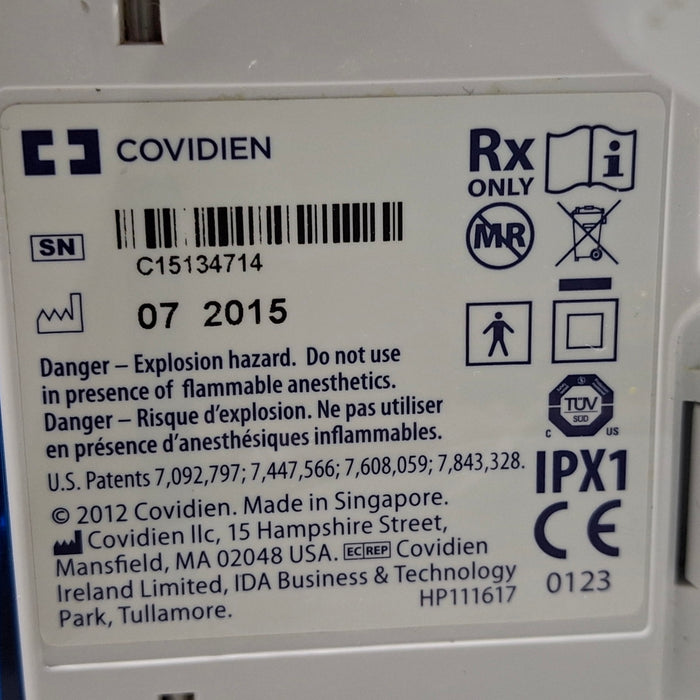 COVIDIEN
Rx
ONLY
i
SN
C15134714
MR
07 2015
Danger – Explosion hazard. Do not use
in presence of flammable anesthetics.
Danger – Risque d'explosion. Ne pas utiliser
en présence d'anesthésiques inflammables.
TÜV
SÜD
C US
U.S. Patents 7,092,797; 7,447,566; 7,608,059; 7,843,328.
IPX1
© 2012 Covidien. Made in Singapore.
Covidien llc, 15 Hampshire Street,
Mansfield, MA 02048 USA. EC REP Covidien
Ireland Limited, IDA Business & Technology
Park, Tullamore.
HP111617
CE
0123